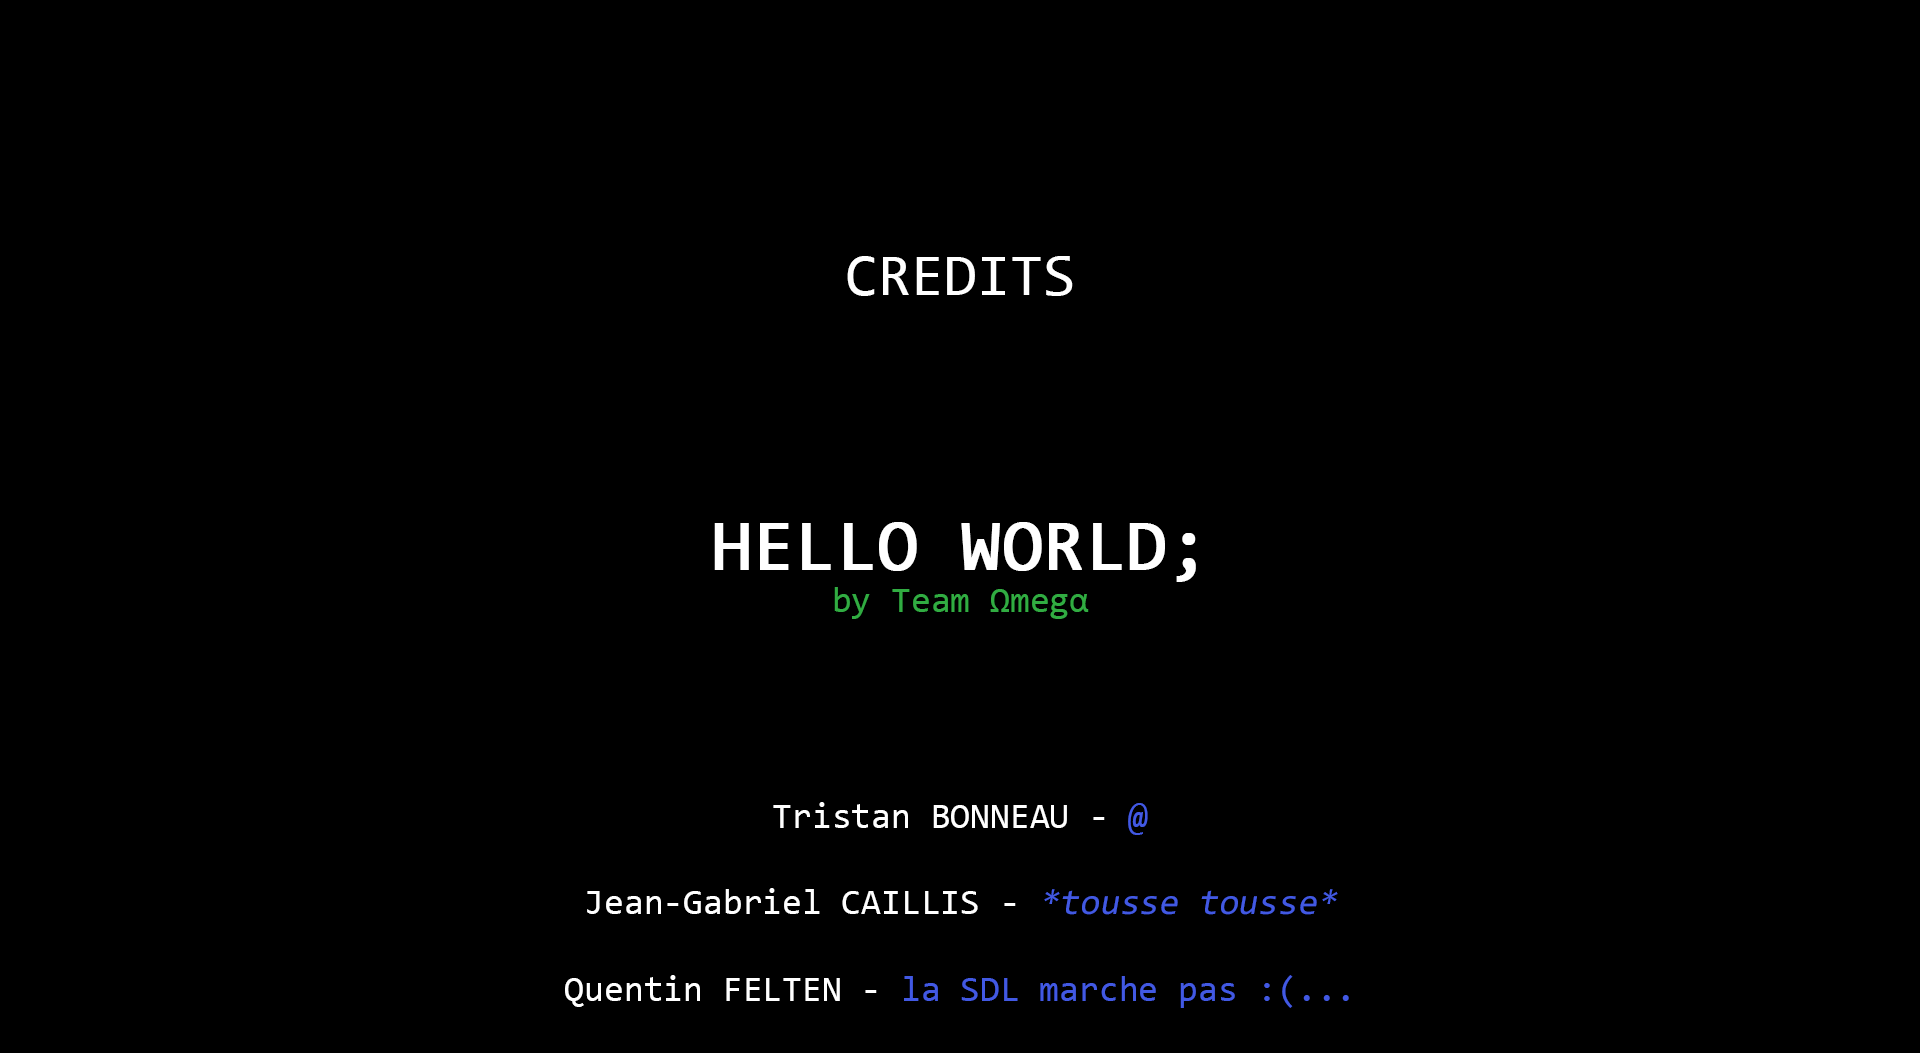 CREDITS
HELLO WORLD;
by Team Ωmegα
Tristan BONNEAU - @
Jean-Gabriel CAILLIS - *tousse tousse*
Quentin FELTEN - la SDL marche pas :(...